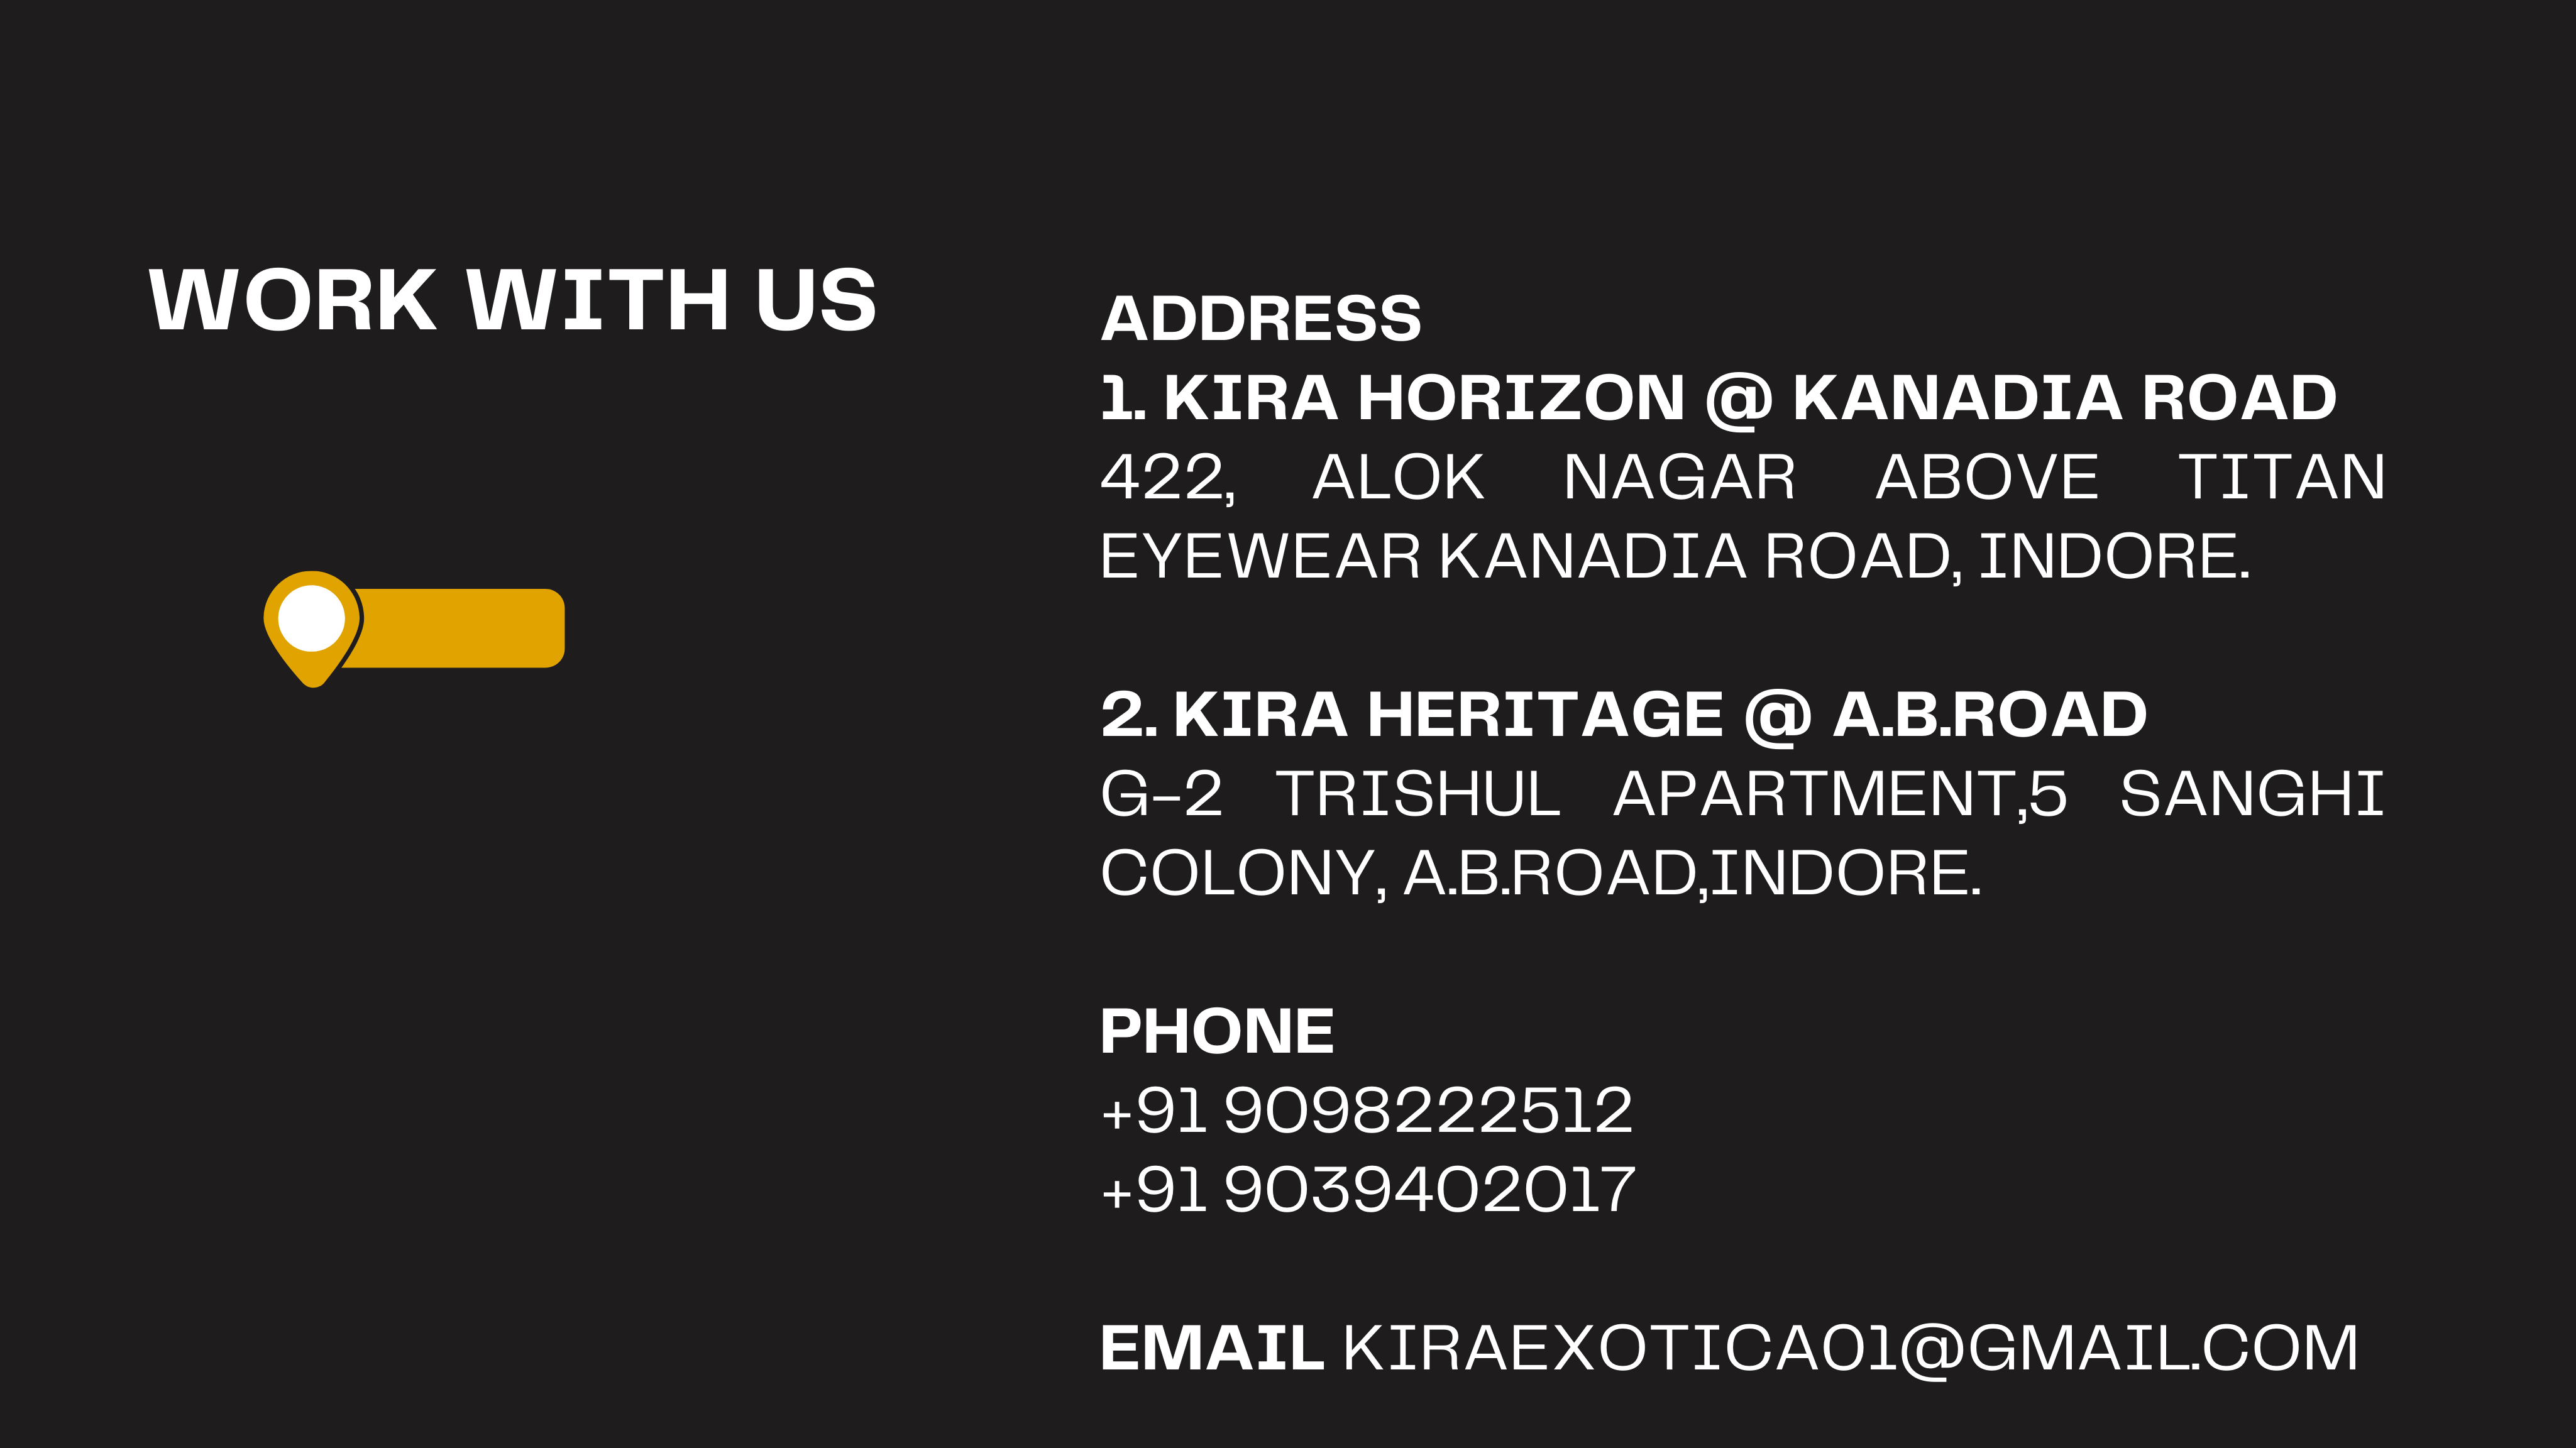 WORK WITH US
ADDRESS
1. KIRA HORIZON @ KANADIA ROAD
422, ALOK NAGAR ABOVE TITAN
EYEWEAR KANADIA ROAD, INDORE.
2. KIRA HERITAGE @ A.B.ROAD
G-2 TRISHUL APARTMENT,5 SANGHI
COLONY, A.B.ROAD,INDORE.
PHONE
+91 9098222512
+91 9039402017
EMAIL KIRAEXOTICA01@GMAIL.COM